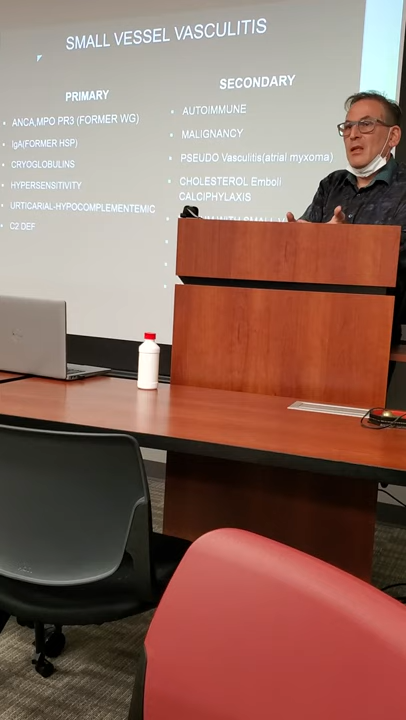 SMALL VESSEL VASCULITIS
PRIMARY
ANCA,MPO PR3 (FORMER WG)
IgA(FORMER HSP)
CRYOGLOBULINS
HYPERSENSITIVITY
URTICARIAL-HYPOCOMPLEMENTEMIC
C2 DEF
SECONDARY
AUTOIMMUNE
MALIGNANCY
PSEUDO Vasculitis(atrial myxoma)
CHOLESTEROL Emboli
CALCIPHYLAXIS
WITH